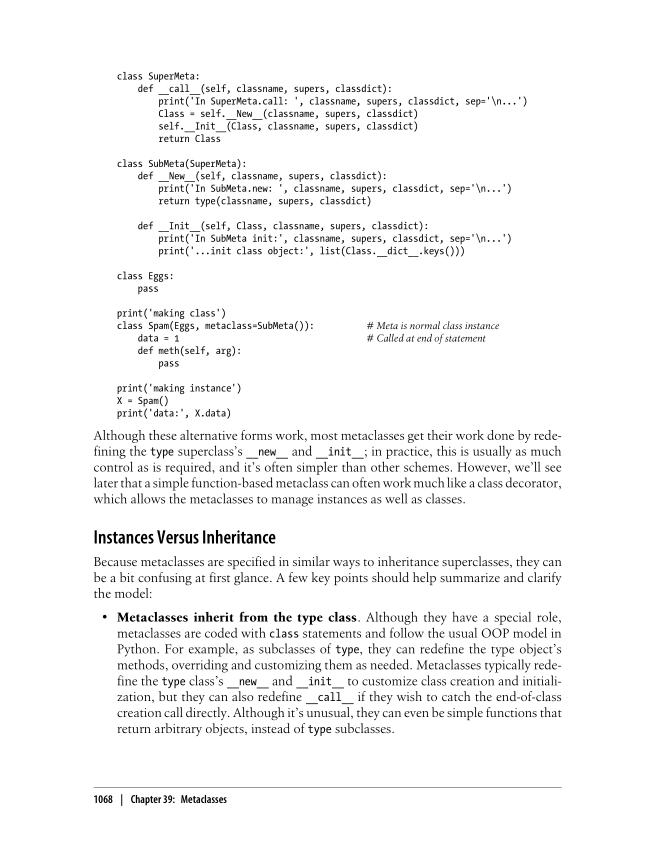 class SuperMeta:
    def __call__(self, classname, supers, classdict):
        print('In SuperMeta.call: ', classname, supers, classdict, sep='\n...')
        Class = self.__New__(classname, supers, classdict)
        self.__Init__(Class, classname, supers, classdict)
        return Class
class SubMeta(SuperMeta):
    def __New__(self, classname, supers, classdict):
        print('In SubMeta.new: ', classname, supers, classdict, sep='\n...')
        return type(classname, supers, classdict)
    def __Init__(self, Class, classname, supers, classdict):
        print('In SubMeta init:', classname, supers, classdict, sep='\n...')
        print('...init class object:', list(Class.__dict__.keys()))
class Eggs:
    pass
print('making class')
class Spam(Eggs, metaclass=SubMeta()):          # Meta is normal class instance
    data = 1                                    # Called at end of statement
    def meth(self, arg):
        pass
print('making instance')
X = Spam()
print('data:', X.data)
Although these alternative forms work, most metaclasses get their work done by rede-
fining the type superclass's __new__ and __init__; in practice, this is usually as much
control as is required, and it's often simpler than other schemes. However, we'll see
later that a simple function-based metaclass can often work much like a class decorator,
which allows the metaclasses to manage instances as well as classes.
Instances Versus Inheritance
Because metaclasses are specified in similar ways to inheritance superclasses, they can
be a bit confusing at first glance. A few key points should help summarize and clarify
the model:
• Metaclasses inherit from the type class. Although they have a special role,
metaclasses are coded with class statements and follow the usual OOP model in
Python. For example, as subclasses of type, they can redefine the type object's
methods, overriding and customizing them as needed. Metaclasses typically rede-
fine the type class's __new__ and __init__ to customize class creation and initiali-
zation, but they can also redefine __call__ if they wish to catch the end-of-class
creation call directly. Although it's unusual, they can even be simple functions that
return arbitrary objects, instead of type subclasses.
1068 | Chapter 39: Metaclasses